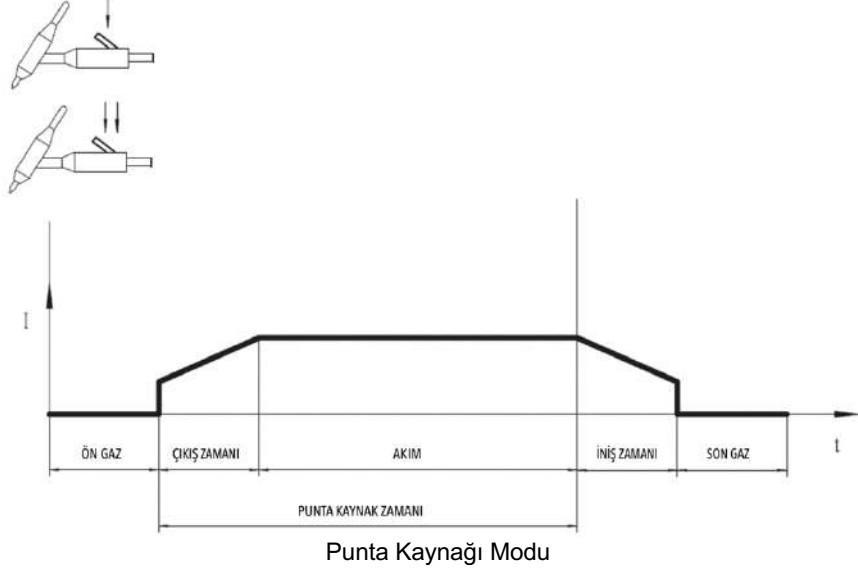 I
t
ÖN GAZ
ÇIKIŞ ZAMANI
AKIM
İNİŞ ZAMANI
SON GAZ
PUNTA KAYNAK ZAMANI
Punta Kaynağı Modu